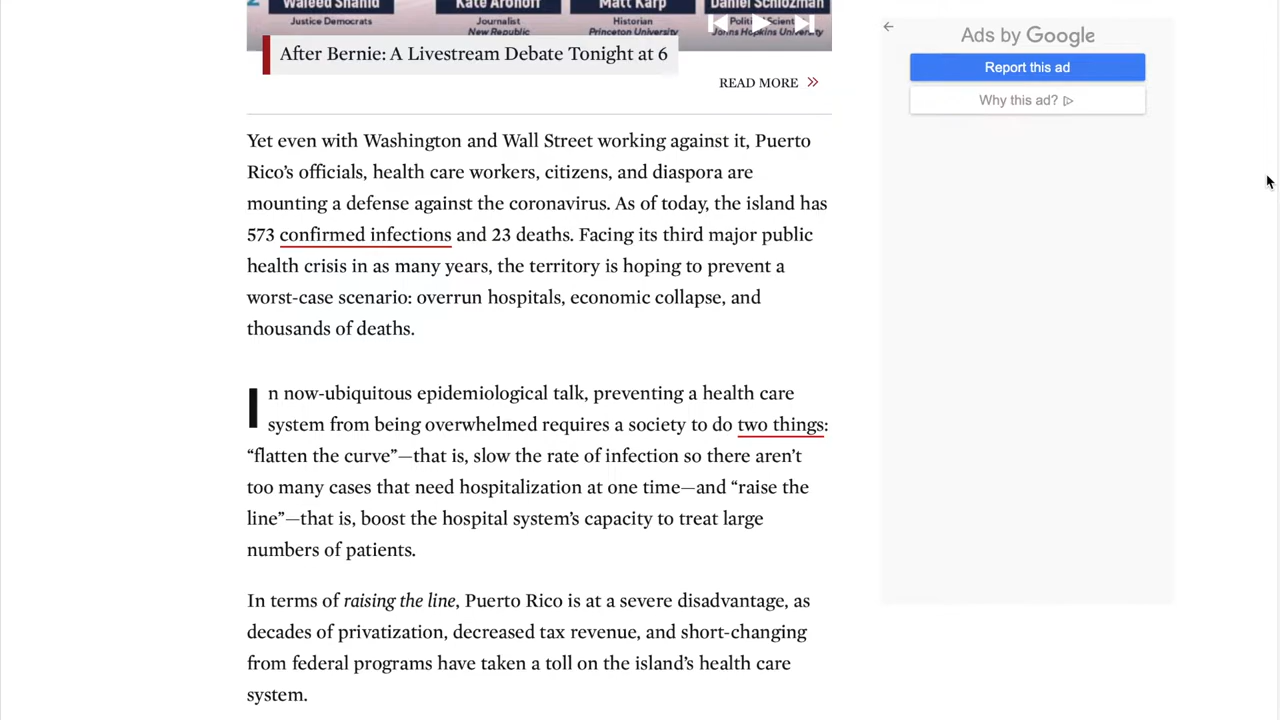 Waleed Shahid
Kate Aronoff
Matt Karp
Daniel Schlozman
Justice Democrats
Journalist
New Republic
Historian
Princeton University
Political Scientist
Johns Hopkins University
After Bernie: A Livestream Debate Tonight at 6
READ MORE »
Ads by Google
Report this ad
Why this ad?
Yet even with Washington and Wall Street working against it, Puerto
Rico’s officials, health care workers, citizens, and diaspora are
mounting a defense against the coronavirus. As of today, the island has
573 confirmed infections and 23 deaths. Facing its third major public
health crisis in as many years, the territory is hoping to prevent a
worst-case scenario: overrun hospitals, economic collapse, and
thousands of deaths.
In now-ubiquitous epidemiological talk, preventing a health care
system from being overwhelmed requires a society to do two things:
“flatten the curve”—that is, slow the rate of infection so there aren’t
too many cases that need hospitalization at one time—and “raise the
line”—that is, boost the hospital system’s capacity to treat large
numbers of patients.
In terms of raising the line, Puerto Rico is at a severe disadvantage, as
decades of privatization, decreased tax revenue, and short-changing
from federal programs have taken a toll on the island’s health care
system.